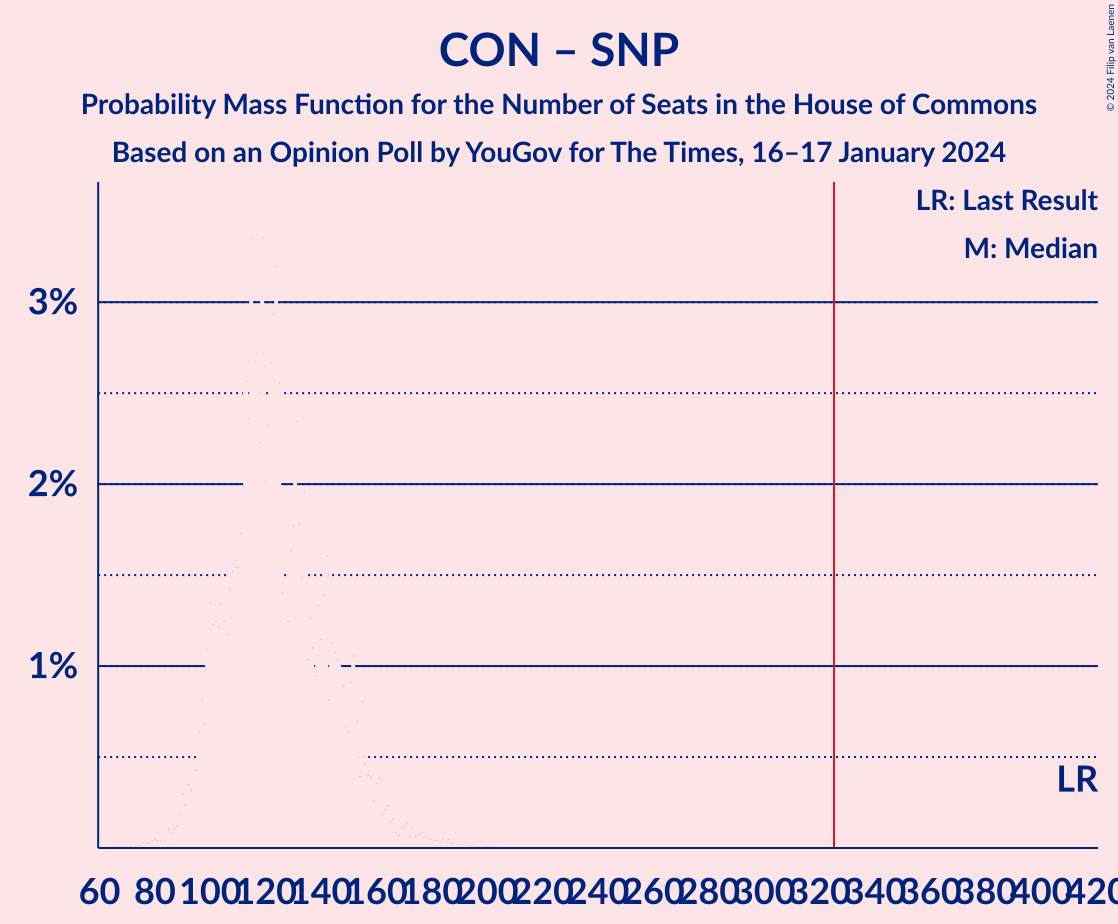 CON – SNP
Probability Mass Function for the Number of Seats in the House of Commons
Based on an Opinion Poll by YouGov for The Times, 16–17 January 2024
© 2024 Filip van Laenen
LR: Last Result
M: Median
3%
2%
1%
LR
60 80 100 120 140 160 180 200 220 240 260 280 300 320 340 360 380 400 420